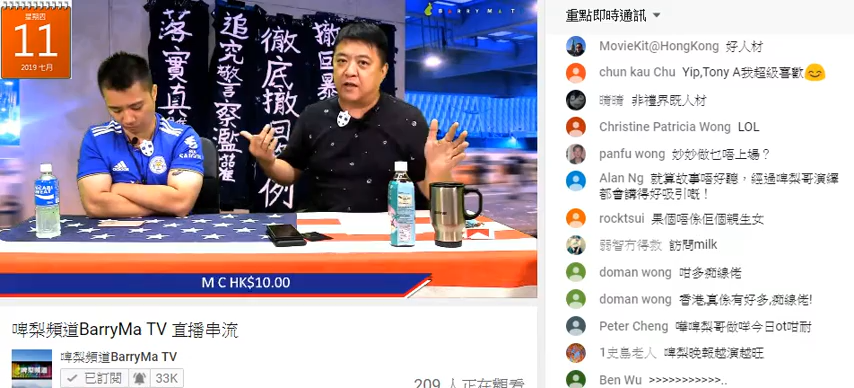 星期四
11
2019 七月
落實真
追究警察濫權
徹底撤回
例
撤回暴
BARRYMAT
M C HK$10.00
啤梨頻道BarryMa TV 直播串流
啤梨頻道BarryMa TV
已訂閱
33K
209 人正在觀看
重點即時通訊
MovieKit@HongKong 好人材
chun kau Chu Yip,Tony A我超級喜歡😊
晴晴 非禮界既人材
Christine Patricia Wong LOL
panfu wong 妙妙做乜唔上場？
Alan Ng 就算故事唔好聽，經過啤梨哥演繹
都會講得好吸引嘅！
rocktsui 果個唔係佢個親生女
弱智冇得救 訪問milk
doman wong 咁多痴線佬
doman wong 香港,真係有好多,痴線佬!
Peter Cheng 嘩啤梨哥做咩今日ot咁耐
1史島老人 啤梨晚報越演越旺
Ben Wu >>>>>>>>>>>..